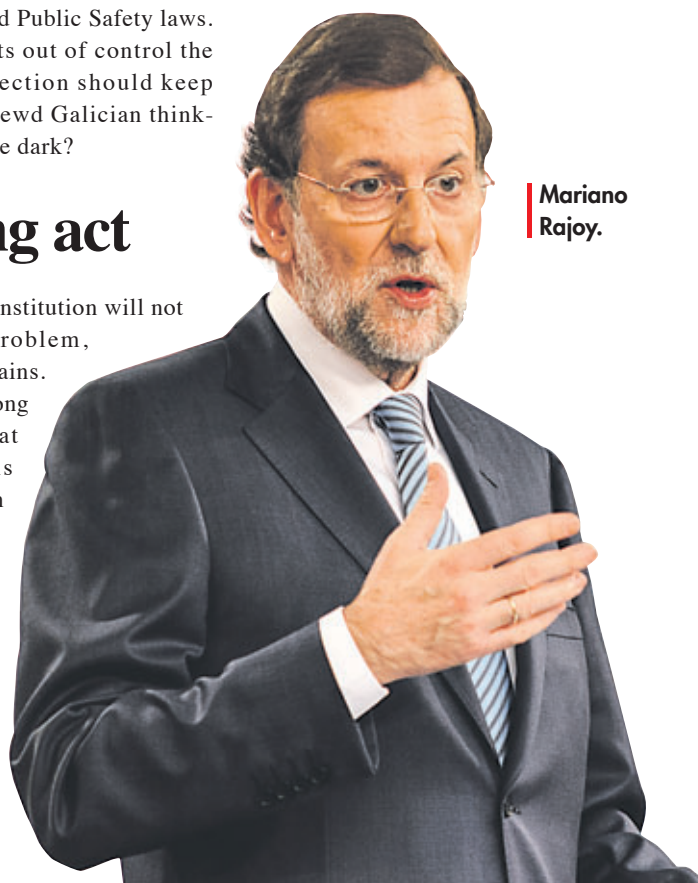 d Public Safety laws.
ts out of control the
ection should keep
ewd Galician think-
e dark?
ng act
nstitution will not
roblem,
ains.
ong
at
s
n
Mariano
Rajoy.